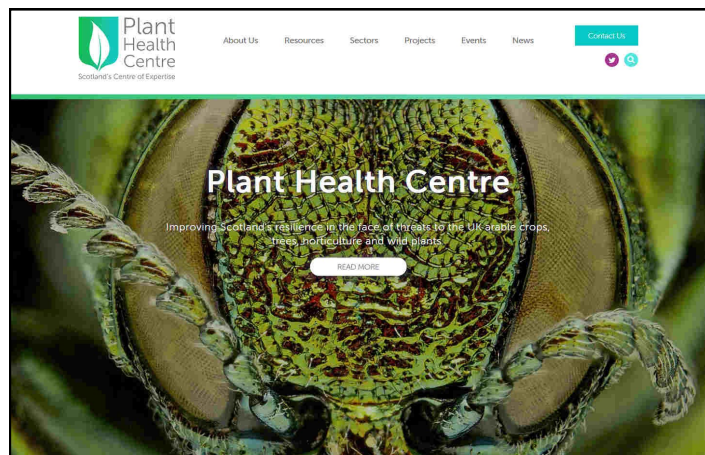 Plant
Health
Centre
Scotland's Centre of Expertise
About Us
Resources
Sectors
Projects
Events
News
Contact Us
Plant Health Centre
Improving Scotland's resilience in the face of threats to the UK arable crops,
trees, horticulture and wild plants
READ MORE